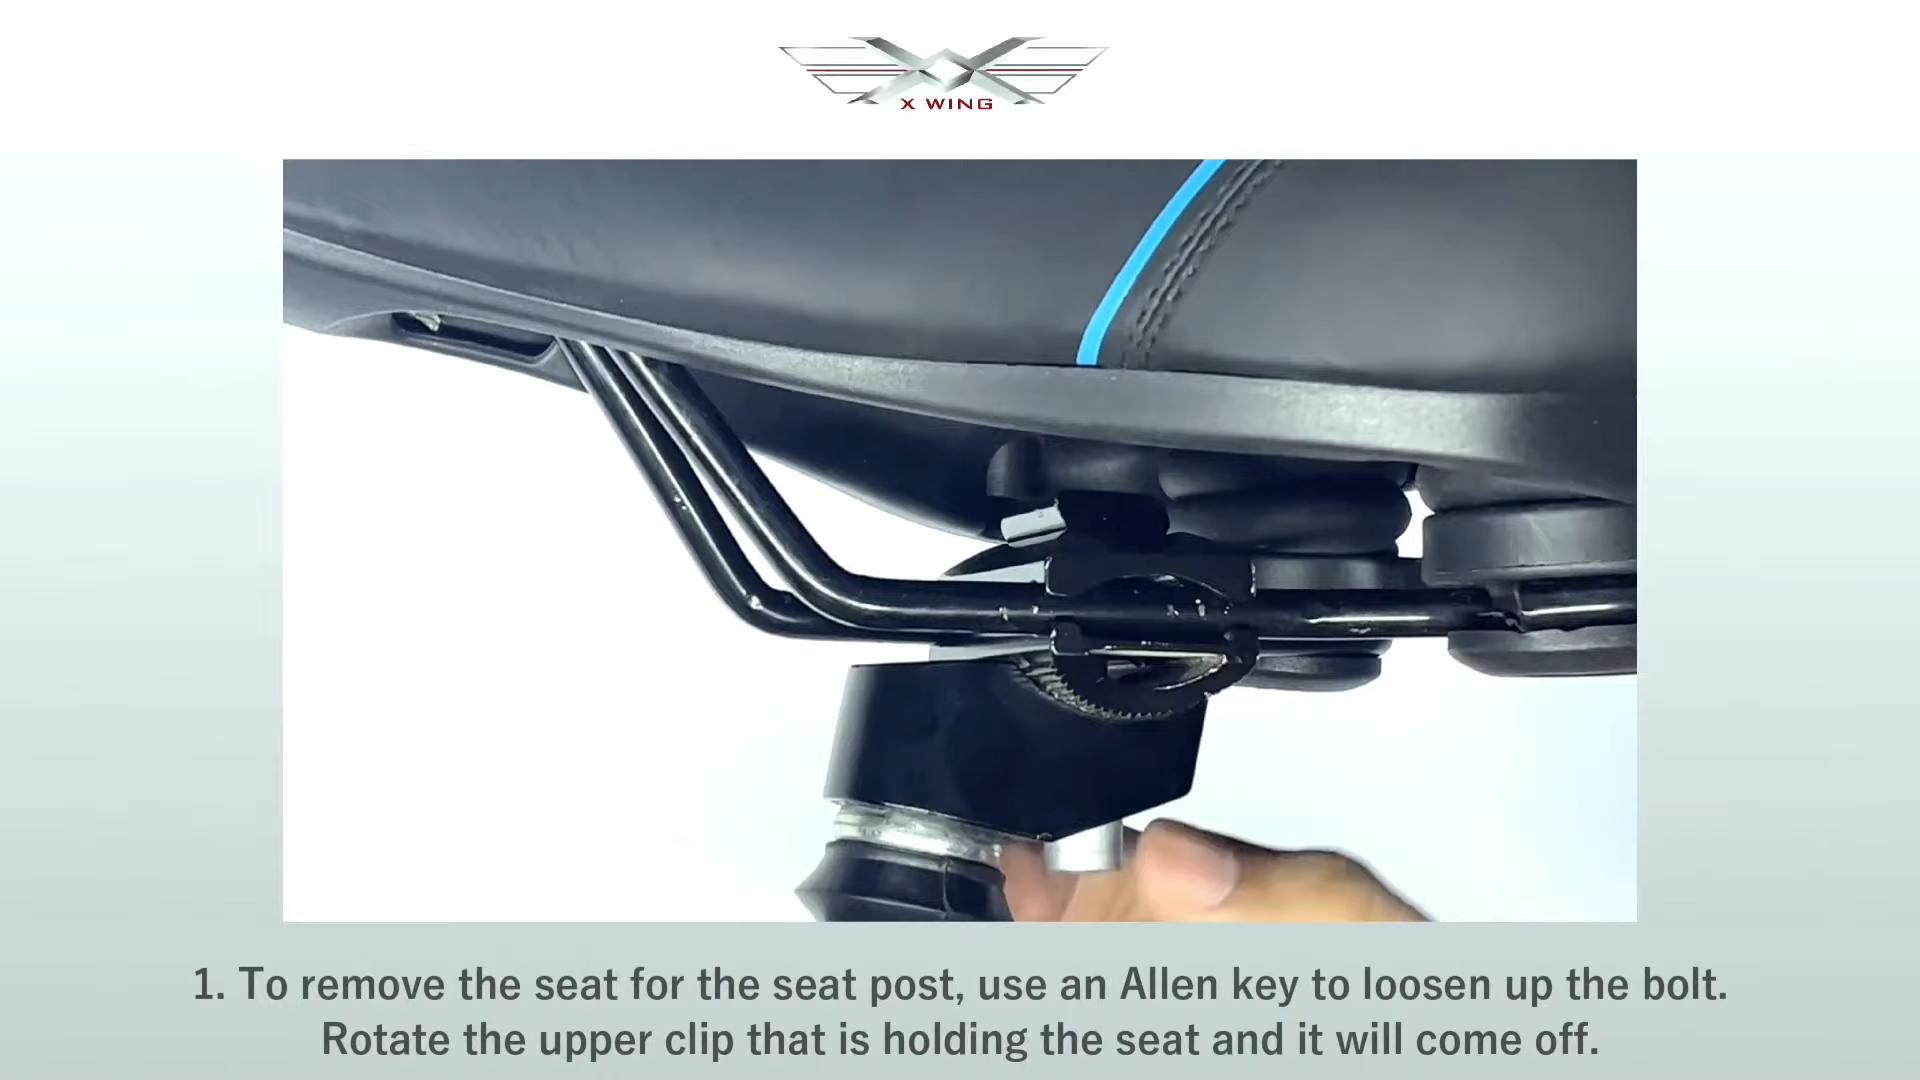 X WING
1. To remove the seat for the seat post, use an Allen key to loosen up the bolt.
Rotate the upper clip that is holding the seat and it will come off.